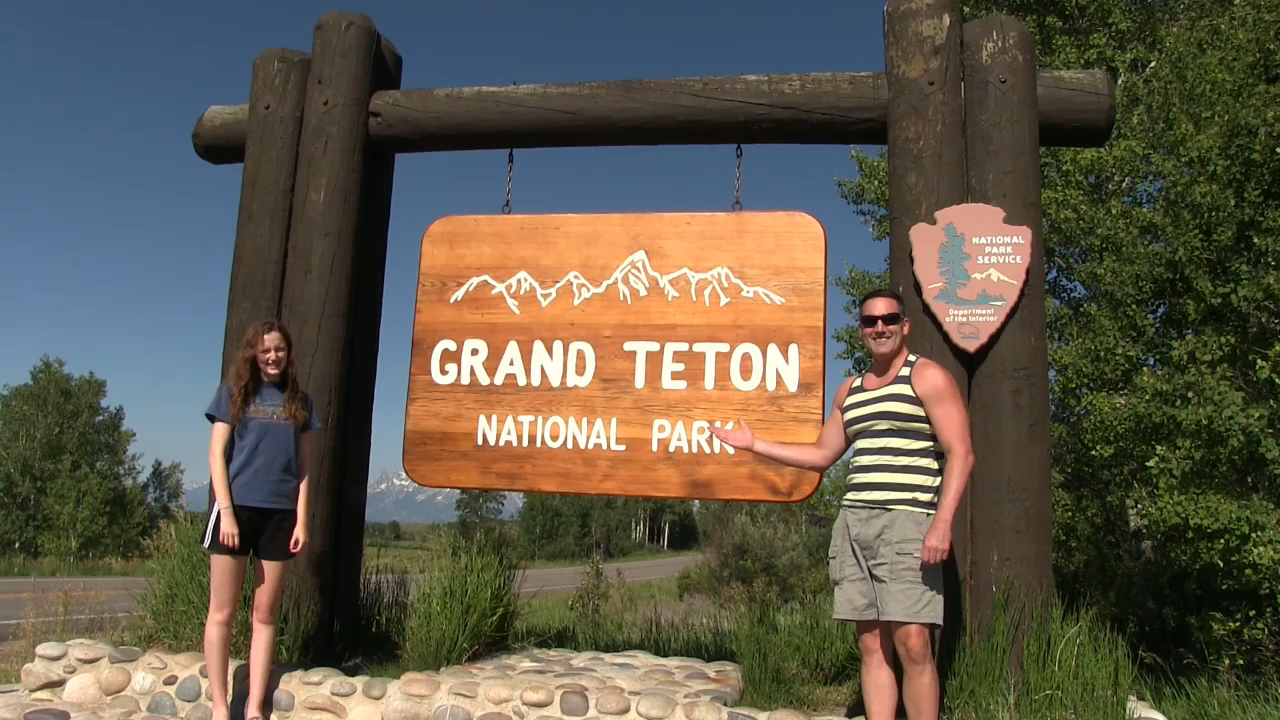 GRAND TETON
NATIONAL PARK
NATIONAL
PARK
SERVICE
Department
of the Interior